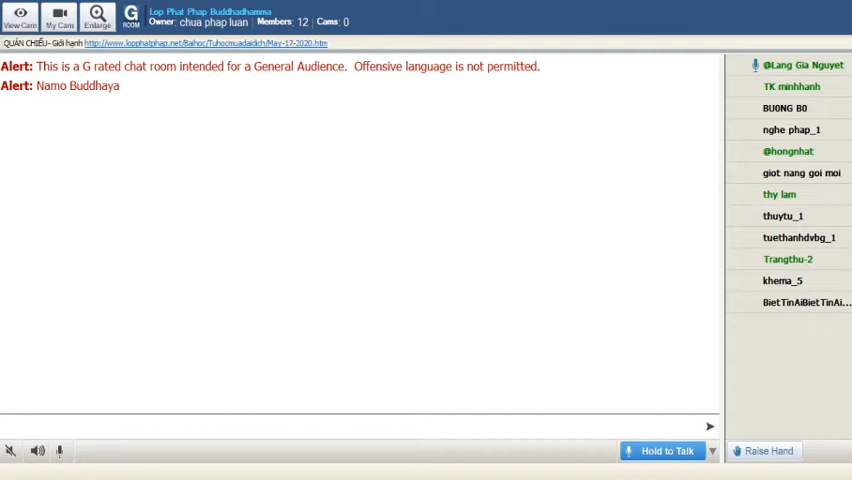 View Cam
My Cam
Enlarge
G
ROOM
Lop Phat Phap Buddhadhamma
Owner: chua phap luan Members: 12 Cams: 0
QUÁN CHIẾU- Giới hạnh http://www.lopphatphap.net/Baihoc/Tuhocmuadaidich/May-17-2020.htm
Alert: This is a G rated chat room intended for a General Audience. Offensive language is not permitted.
Alert: Namo Buddhaya
@Lang Gia Nguyet
TK minhhanh
BU0NG B0
nghe phap_1
@hongnhat
giot nang goi moi
thy lam
thuytu_1
tuethanhdvbg_1
Trangthu-2
khema_5
BietTinAiBietTinAi...
Hold to Talk
Raise Hand